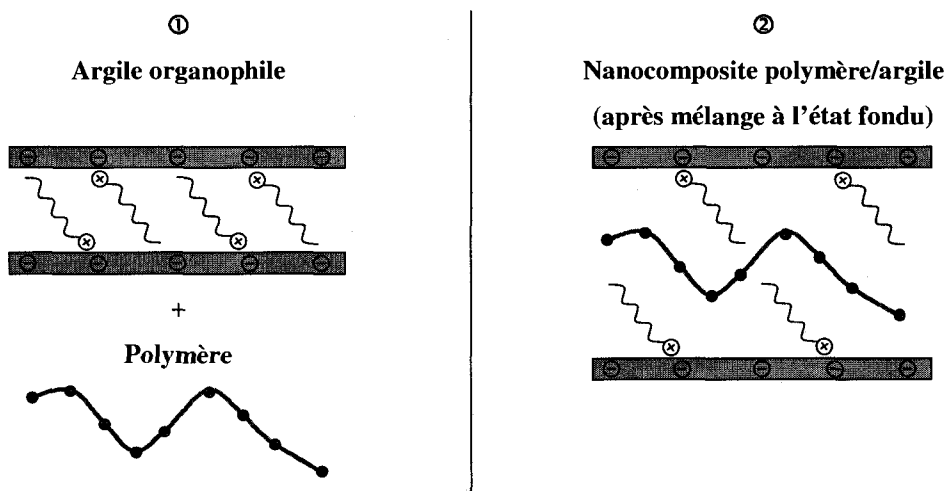 ①
Argile organophile
+
Polymère
②
Nanocomposite polymère/argile
(après mélange à l'état fondu)